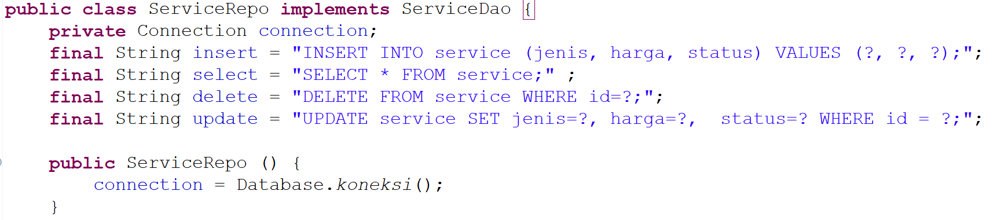 public class ServiceRepo implements ServiceDao {
private Connection connection;
final String insert = "INSERT INTO service (jenis, harga, status) VALUES (?, ?, ?);";
final String select = "SELECT * FROM service;" ;
final String delete = "DELETE FROM service WHERE id=?;";
final String update = "UPDATE service SET jenis=?, harga=?,  status=? WHERE id = ?;";
public ServiceRepo () {
connection = Database.koneksi();
}